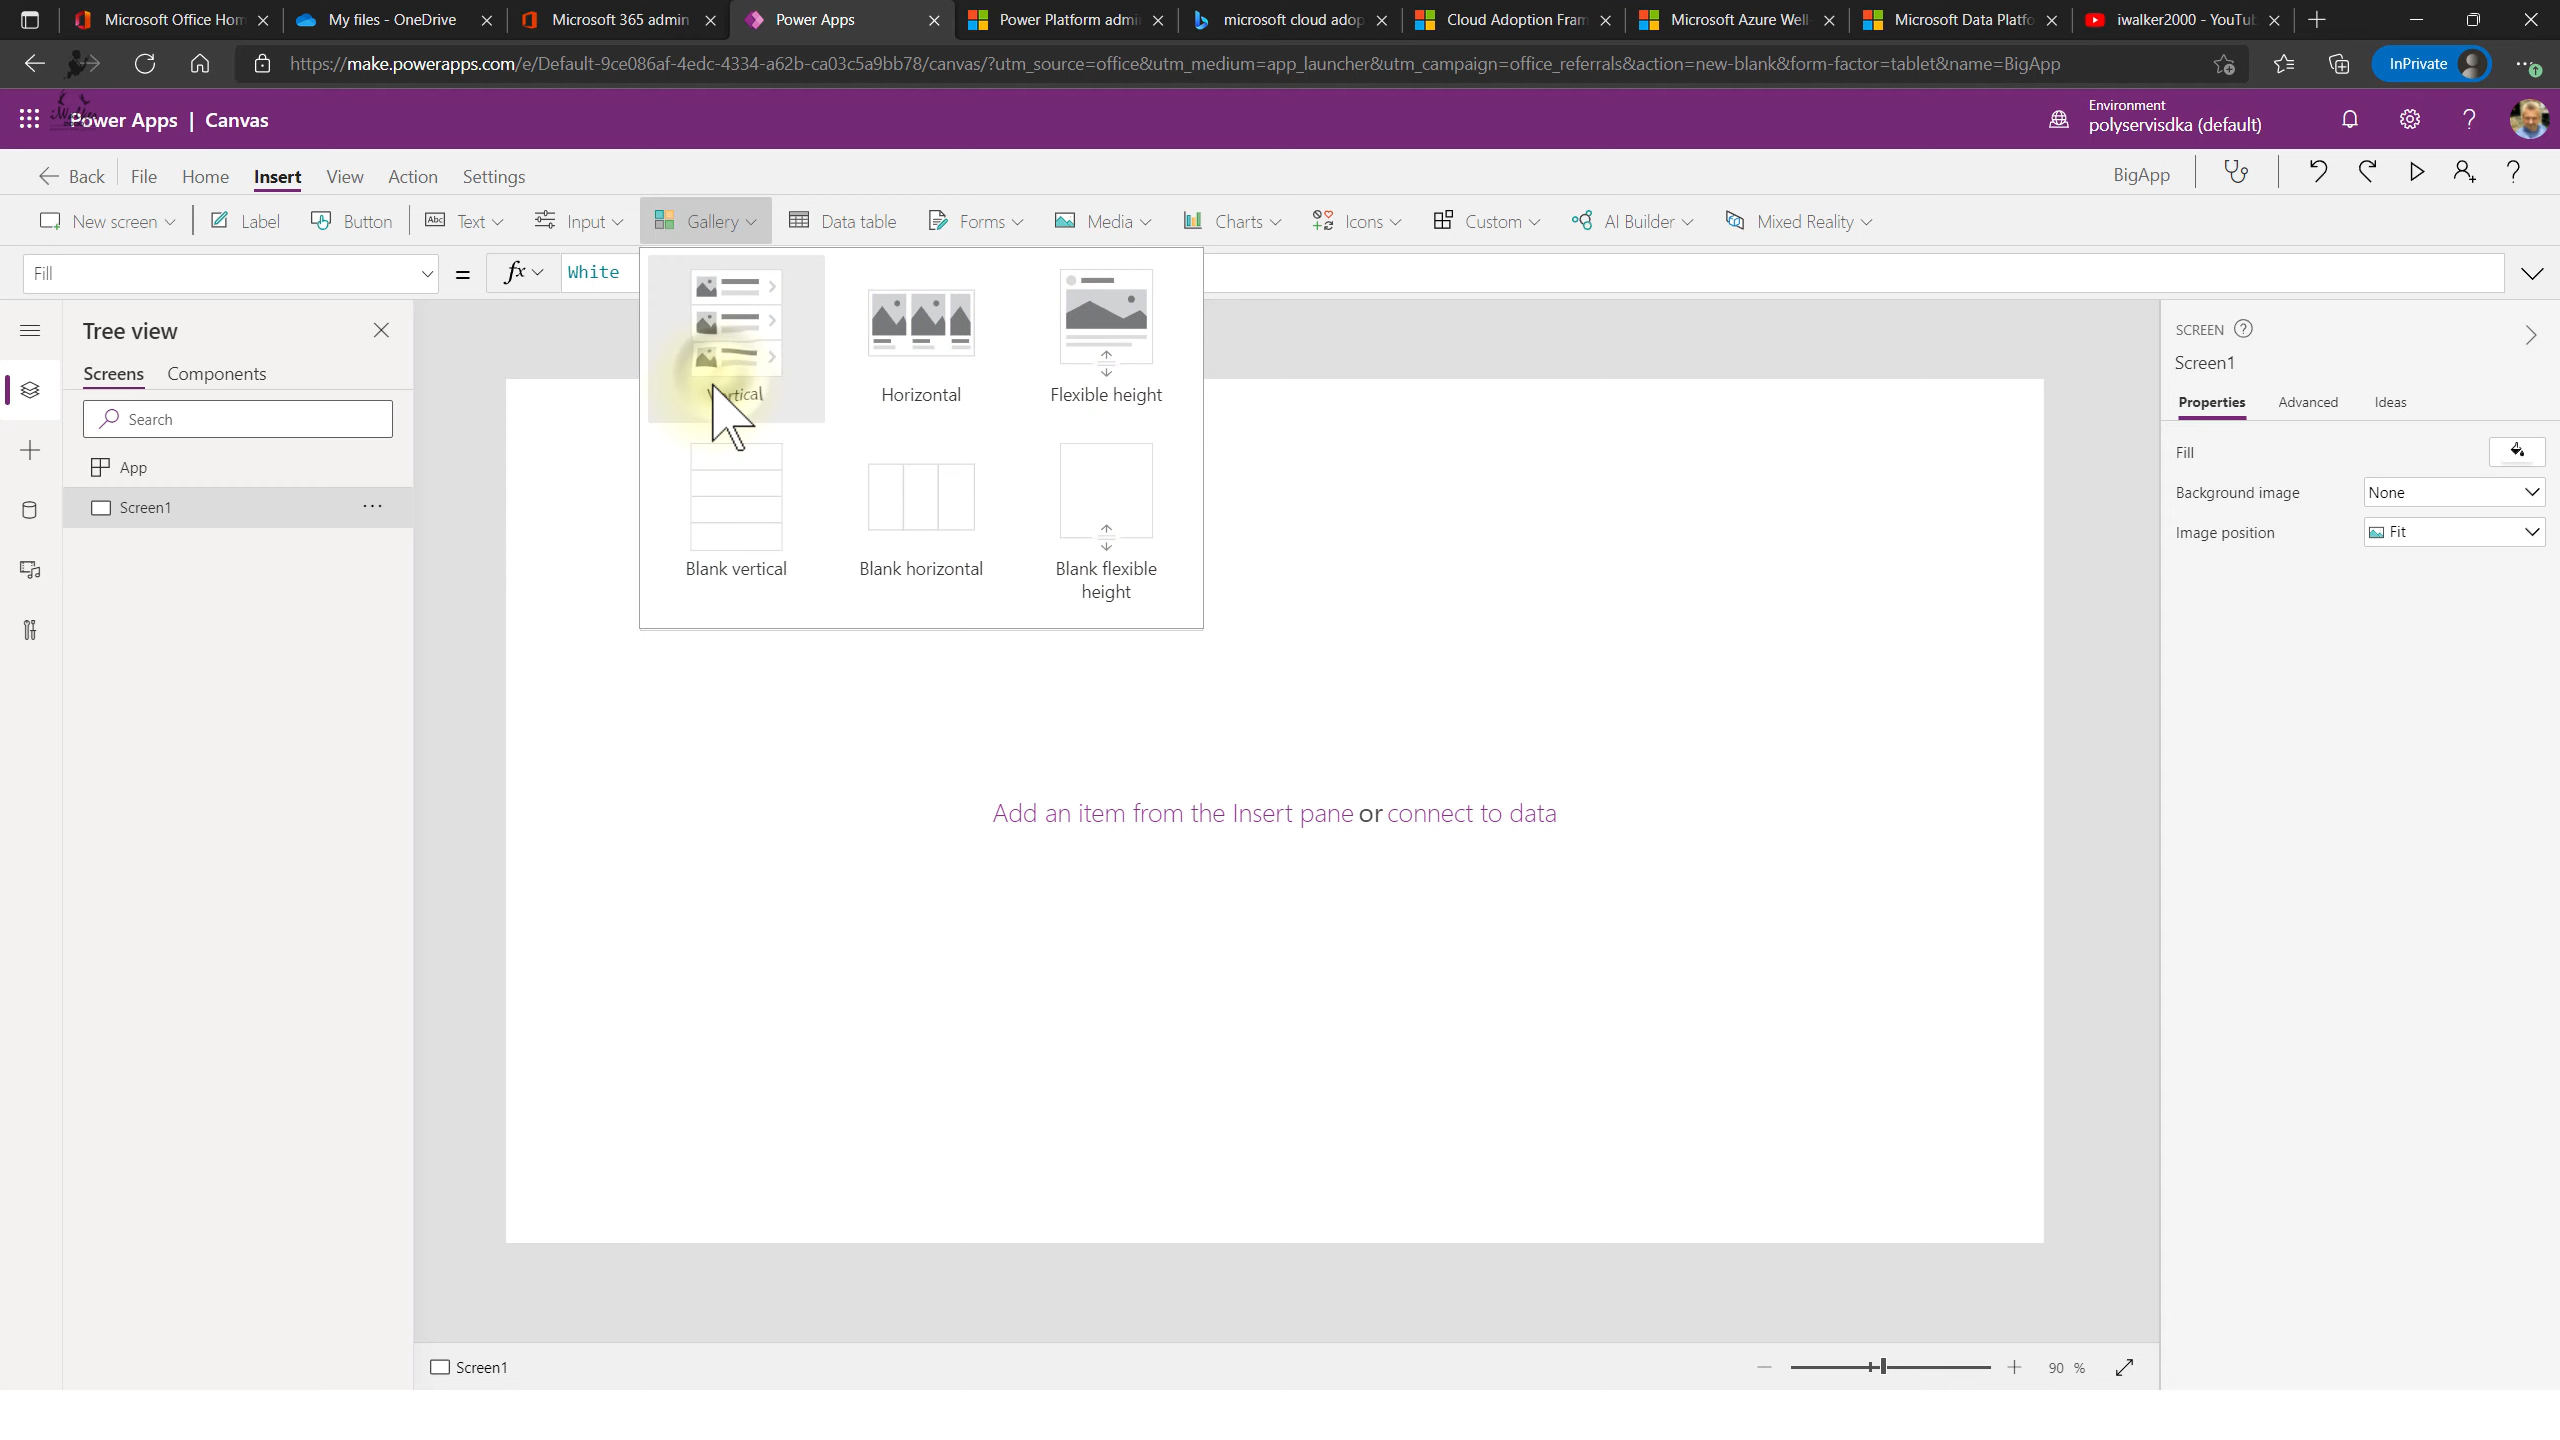 Microsoft Office Hom
My files - OneDrive
Microsoft 365 admin
Power Apps
Power Platform admi
microsoft cloud adop
Cloud Adoption Fram
Microsoft Azure Well-
Microsoft Data Platfo
iwalker2000 - YouTub
https://make.powerapps.com/e/Default-9ce086af-4edc-4334-a62b-ca03c5a9bb78/canvas/?utm_source=office&utm_medium=app_launcher&utm_campaign=office_referrals&action=new-blank&form-factor=tablet&name=BigApp
InPrivate
Power Apps | Canvas
Environment
polyservisdka (default)
Back
File
Home
Insert
View
Action
Settings
BigApp
New screen
Label
Button
Abc
Text
Input
Gallery
Data table
Forms
Media
Charts
Icons
Custom
AI Builder
Mixed Reality
Fill
=
fx
White
Tree view
Screens
Components
Search
App
Screen1
Vertical
Horizontal
Flexible height
Blank vertical
Blank horizontal
Blank flexible
height
Add an item from the Insert pane or connect to data
SCREEN
Screen1
Properties
Advanced
Ideas
Fill
Background image
None
Image position
Fit
Screen1
90 %